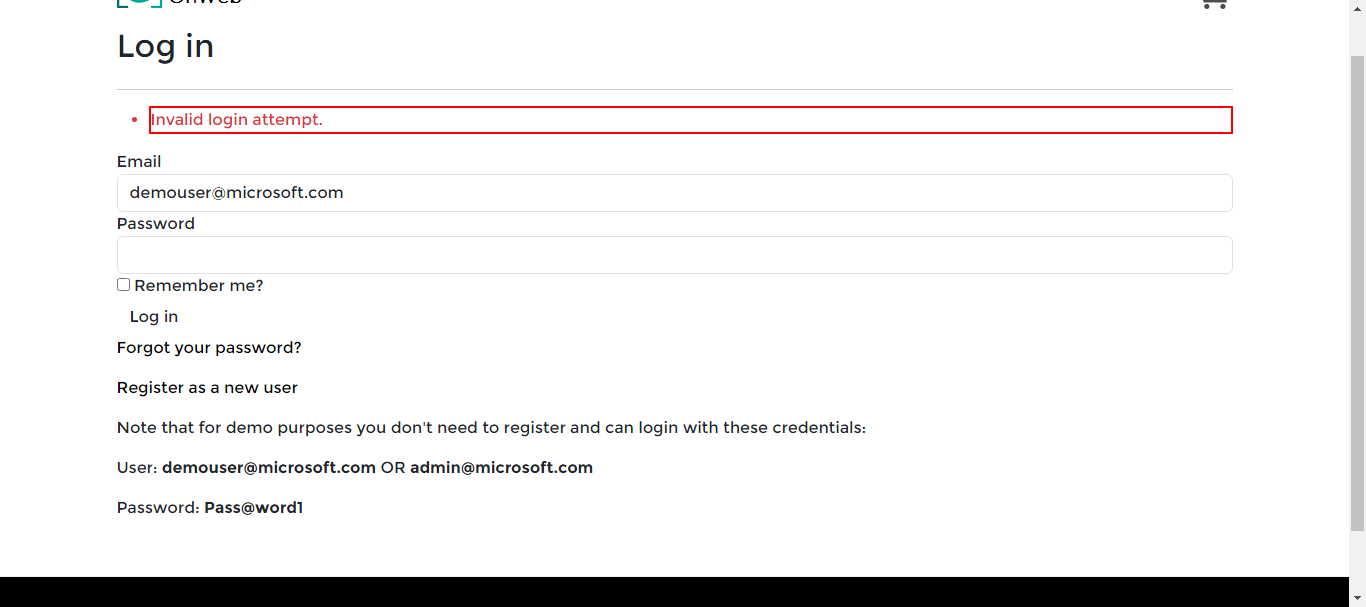 Log in
Invalid login attempt.
Email
demouser@microsoft.com
Password
Remember me?
Log in
Forgot your password?
Register as a new user
Note that for demo purposes you don't need to register and can login with these credentials:
User: demouser@microsoft.com OR admin@microsoft.com
Password: Pass@word1